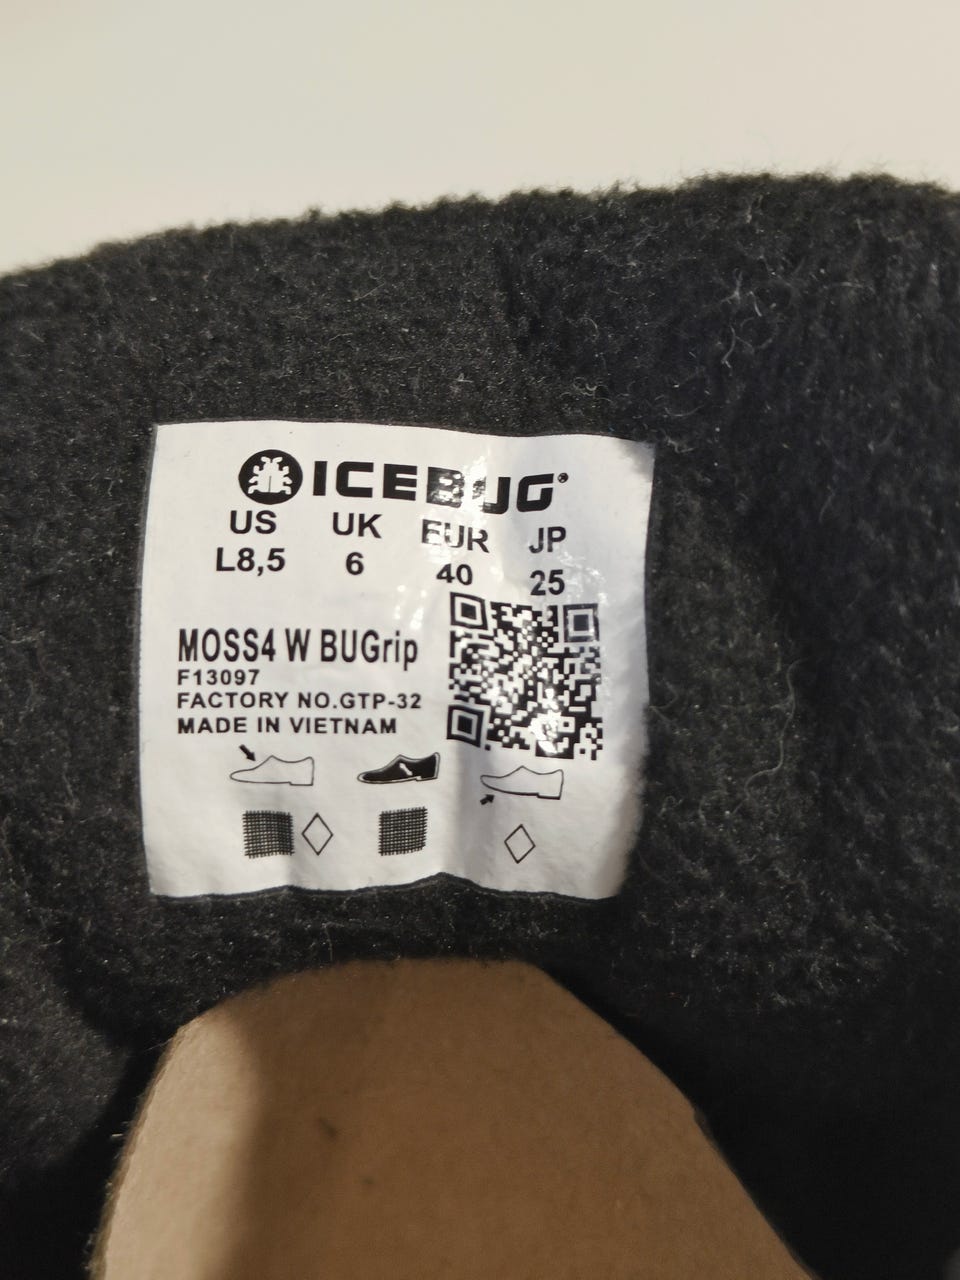 ICEBUG®
US UK EUR JP
L8,5 6 40 25
MOSS4 W BUGrip
F13097
FACTORY NO.GTP-32
MADE IN VIETNAM